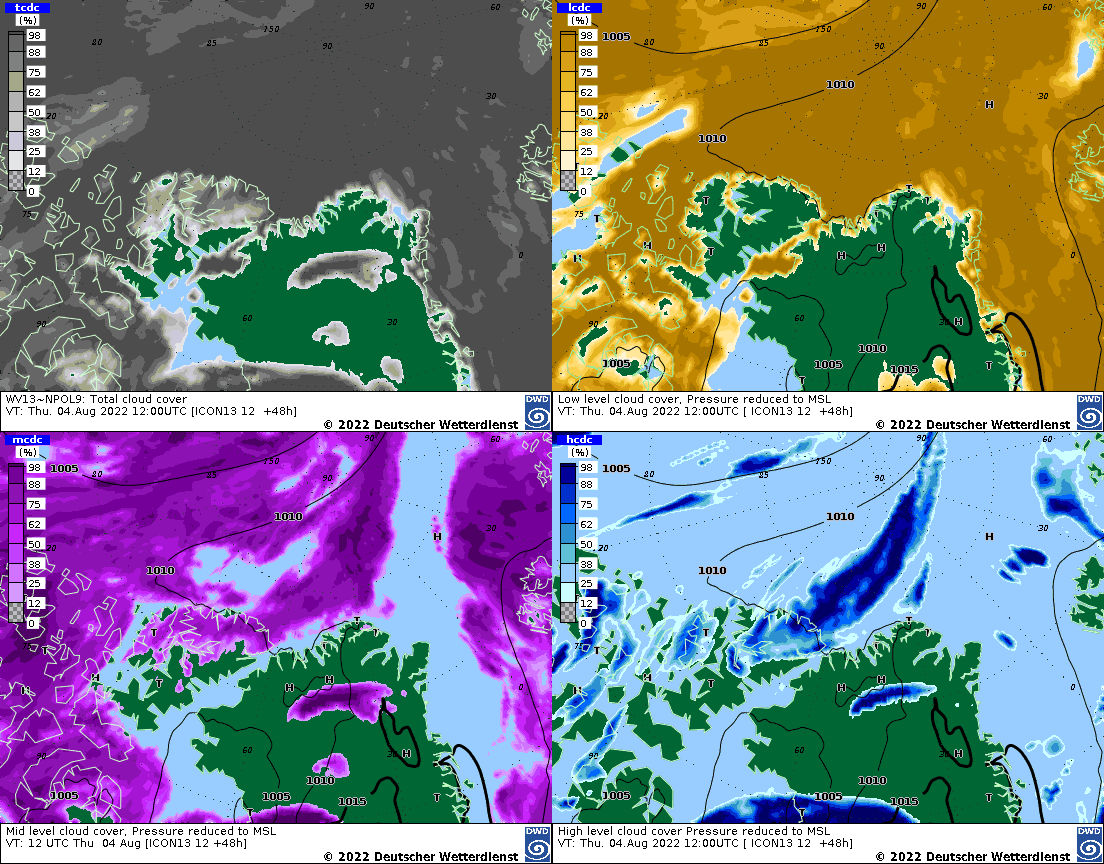 tcdc
(%)
98
88
75
62
50
38
25
12
0
80
85
150
90
90
60
30
20
75
0
90
60
30
WV13~NPOL9: Total cloud cover
VT: Thu. 04.Aug 2022 12:00UTC [ICON13 12 +48h]
© 2022 Deutscher Wetterdienst
DWD
lcdc
(%)
98
88
75
62
50
38
25
12
0
1005
80
85
150
90
90
60
1010
H
30
20
1010
T
T
T
75
H
H
T
H
H
0
60
H
30
1010
1005
1005
1015
T
T
Low level cloud cover, Pressure reduced to MSL
VT: Thu. 04.Aug 2022 12:00UTC [ ICON13 12 +48h]
© 2022 Deutscher Wetterdienst
DWD
mcdc
(%)
98
88
75
62
50
38
25
12
0
1005
80
85
150
90
90
60
1010
30
H
20
1010
T
T
T
T
75
H
T
H
H
H
0
60
30
H
90
1010
1005
1005
1015
T
T
Mid level cloud cover, Pressure reduced to MSL
VT: 12 UTC Thu 04 Aug [ICON13 12 +48h]
© 2022 Deutscher Wetterdienst
DWD
hcdc
(%)
98
88
75
62
50
38
25
12
0
1005
80
85
150
90
90
60
1010
30
H
20
1010
T
T
T
T
75
H
H
T
H
H
0
60
30
H
90
1010
1005
1005
1015
T
T
High level cloud cover Pressure reduced to MSL
VT: Thu. 04.Aug 2022 12:00UTC [ ICON13 12 +48h]
© 2022 Deutscher Wetterdienst
DWD